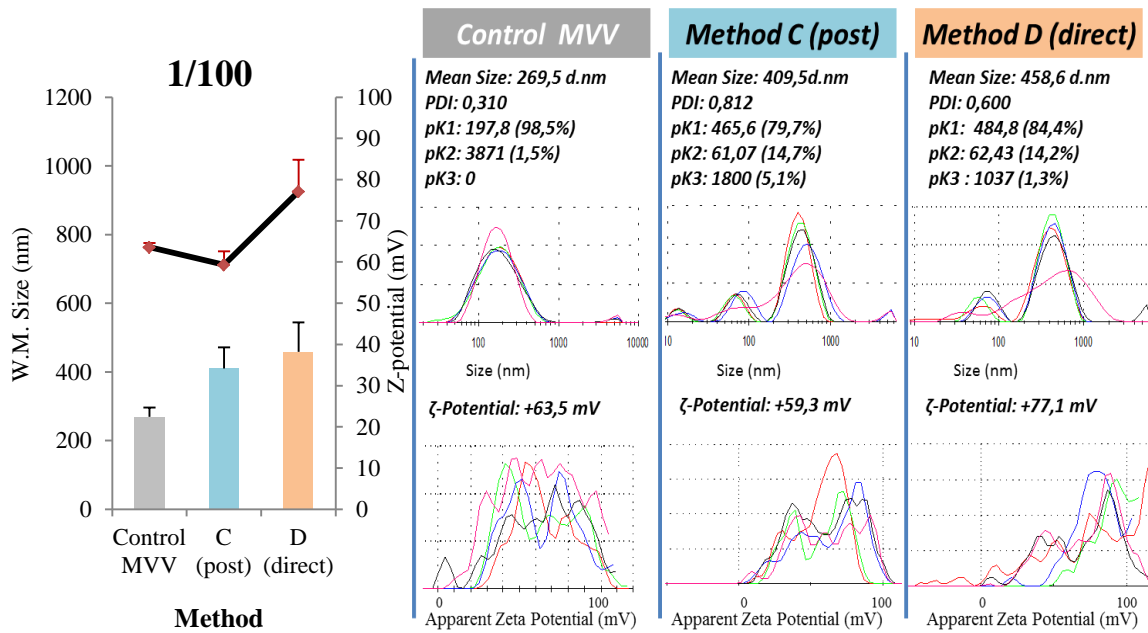 1/100
W.M. Size (nm)
1200
1000
800
600
400
200
0
100
90
80
70
60
50
40
30
20
10
0
Z-potential (mV)
Control MVV
C (post)
D (direct)
Method
Control MVV
Mean Size: 269,5 d.nm
PDI: 0,310
pK1: 197,8 (98,5%)
pK2: 3871 (1,5%)
pK3: 0
100
1000
10000
Size (nm)
ζ-Potential: +63,5 mV
0
100
Apparent Zeta Potential (mV)
Method C (post)
Mean Size: 409,5d.nm
PDI: 0,812
pK1: 465,6 (79,7%)
pK2: 61,07 (14,7%)
pK3: 1800 (5,1%)
10
100
1000
Size (nm)
ζ-Potential: +59,3 mV
0
100
Apparent Zeta Potential (mV)
Method D (direct)
Mean Size: 458,6 d.nm
PDI: 0,600
pK1: 484,8 (84,4%)
pK2: 62,43 (14,2%)
pK3 : 1037 (1,3%)
10
100
1000
Size (nm)
ζ-Potential: +77,1 mV
0
100
Apparent Zeta Potential (mV)